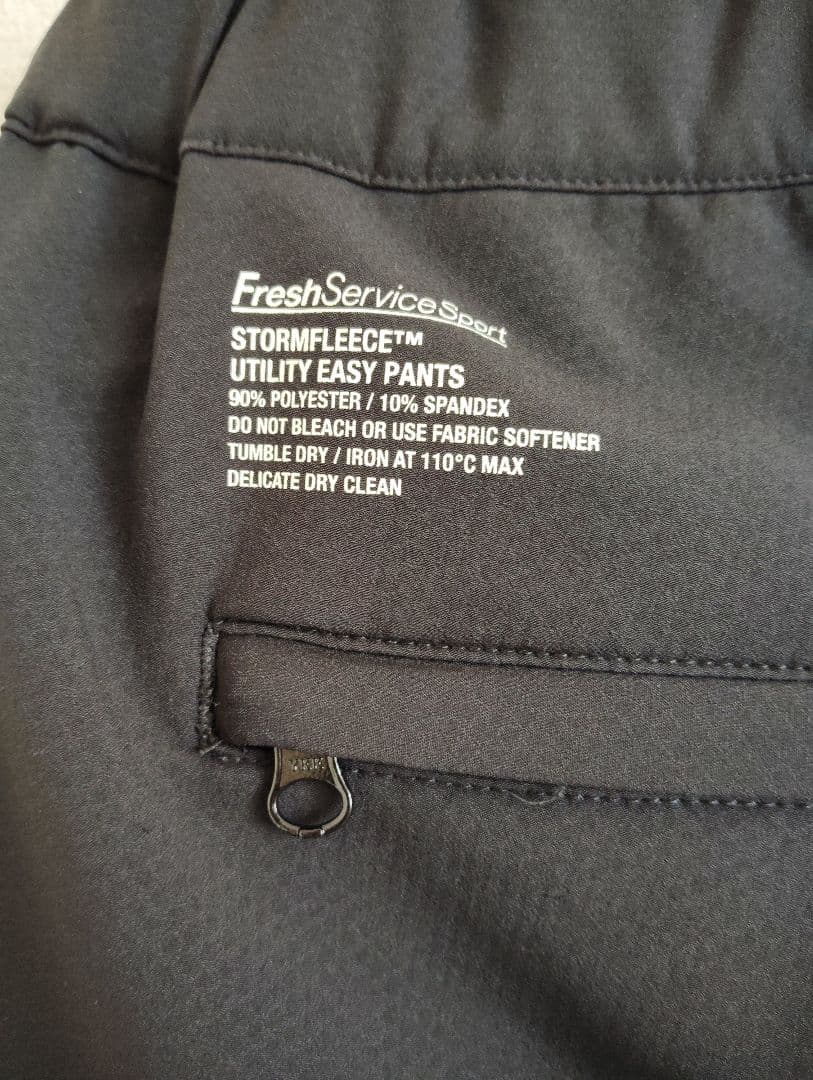 FreshServiceSport
STORMFLEECE™
UTILITY EASY PANTS
90% POLYESTER / 10% SPANDEX
DO NOT BLEACH OR USE FABRIC SOFTENER
TUMBLE DRY / IRON AT 110°C MAX
DELICATE DRY CLEAN
YKK